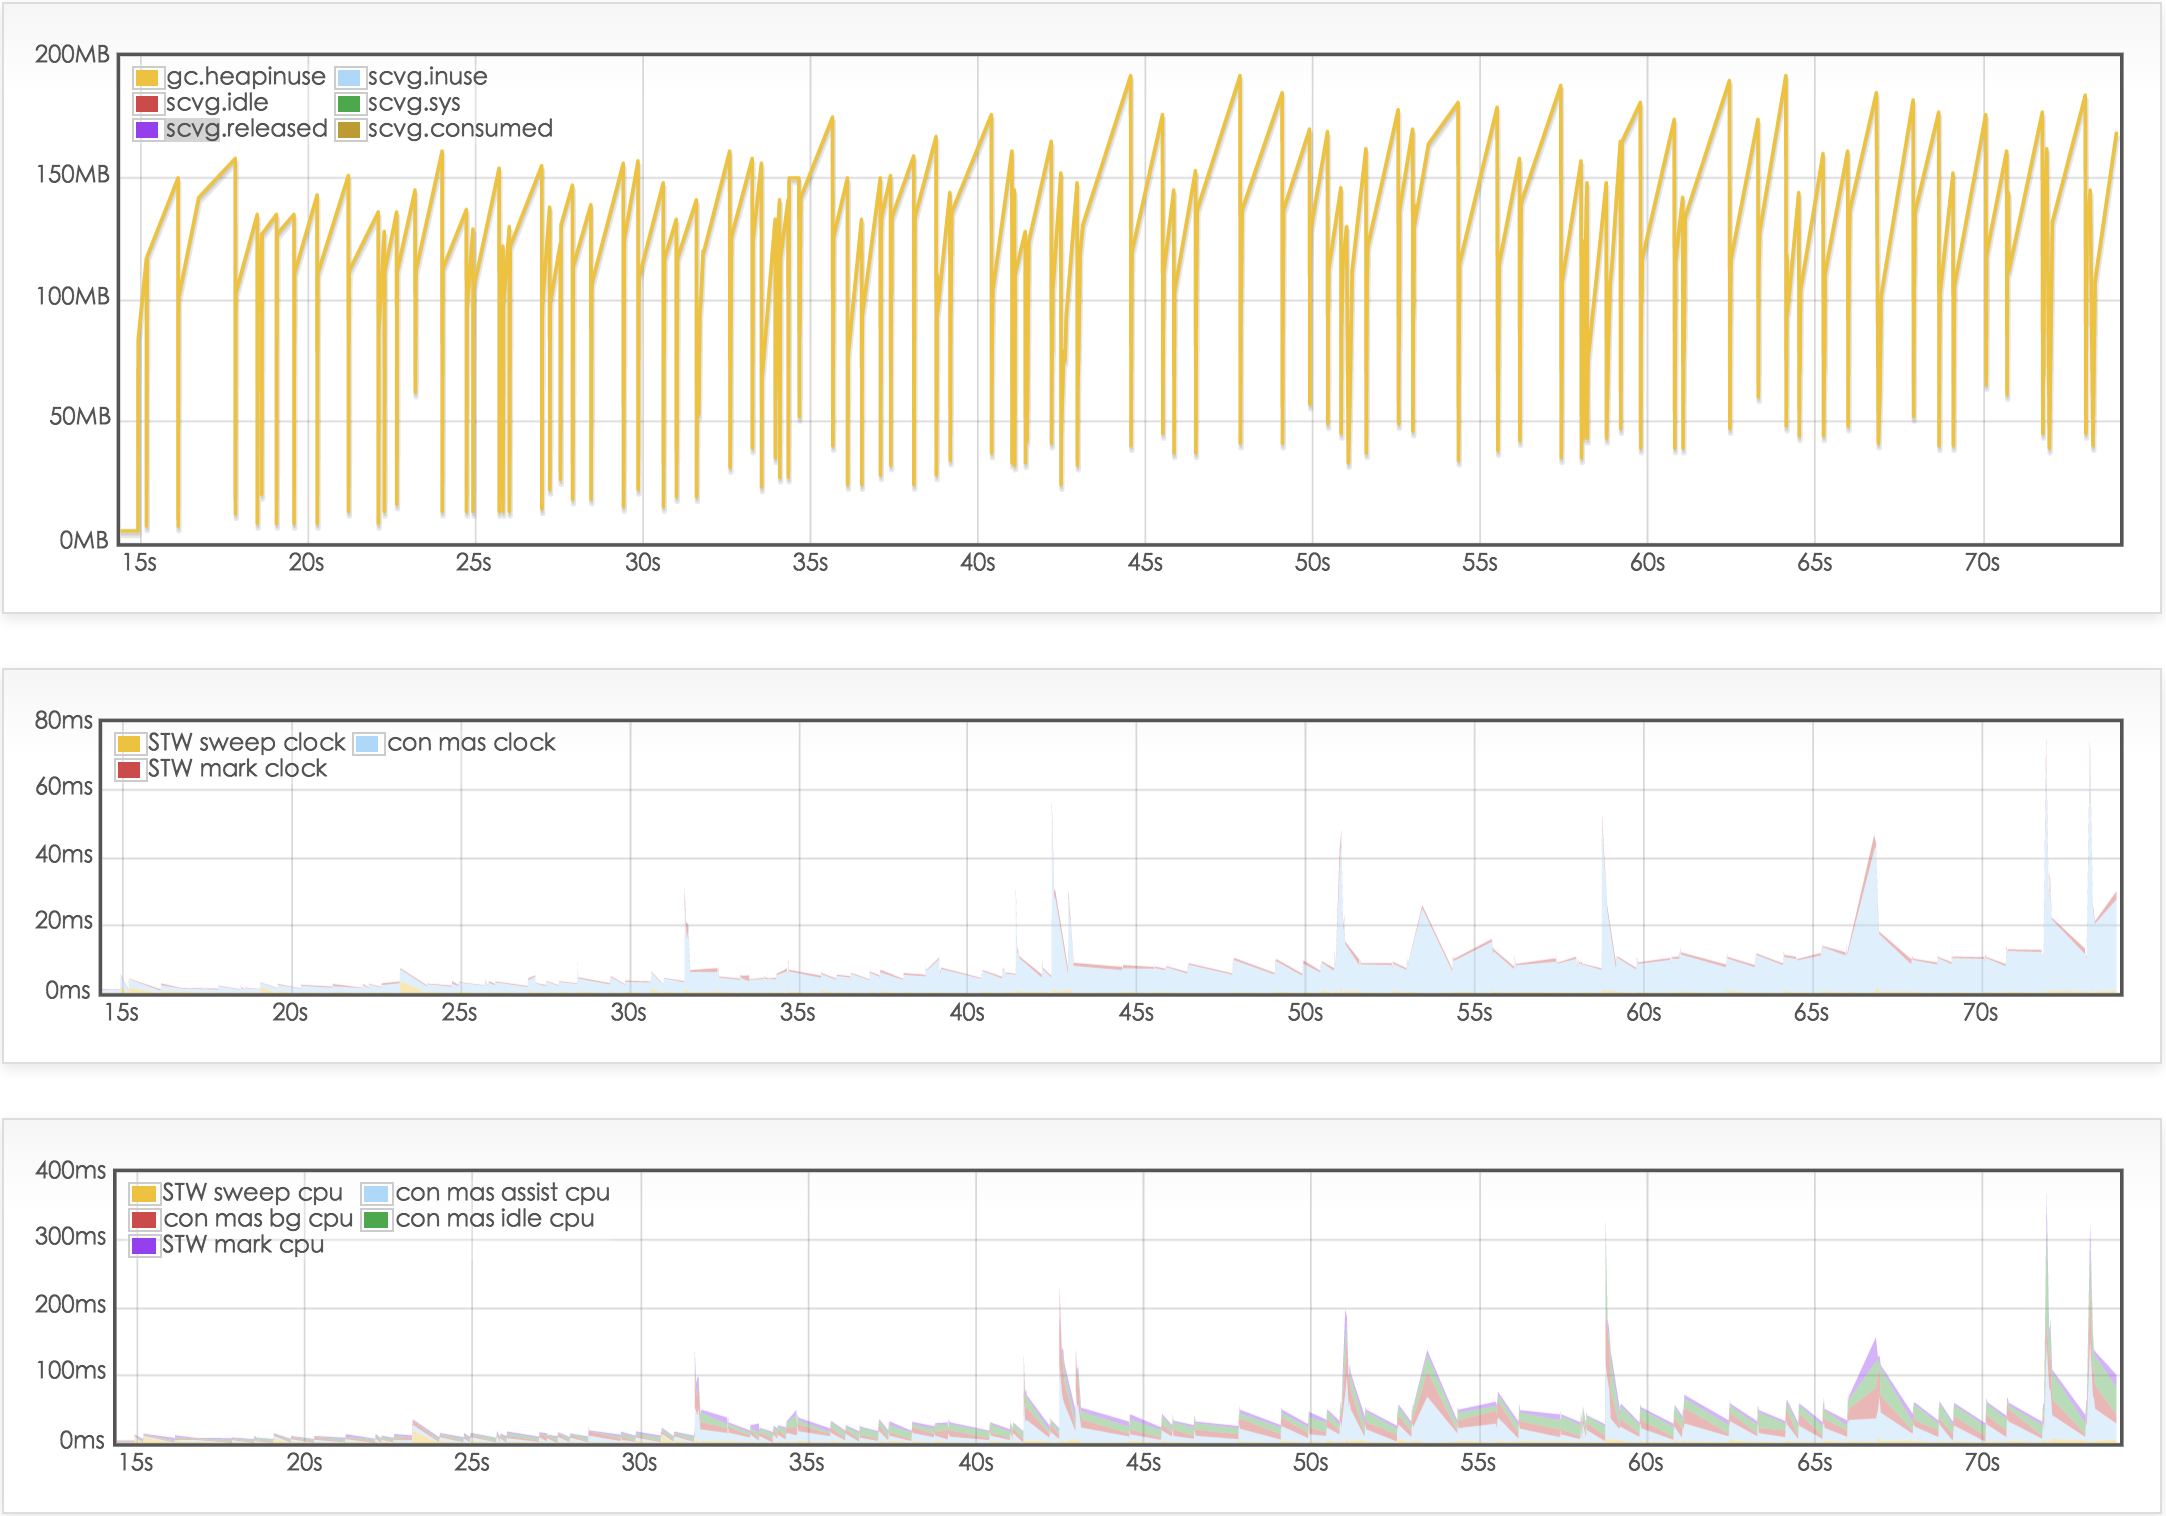 200MB
gc.heapinuse scvg.inuse
scvg.idle scvg.sys
scvg.released scvg.consumed
150MB
100MB
50MB
0MB
15s 20s 25s 30s 35s 40s 45s 50s 55s 60s 65s 70s
80ms
STW sweep clock con mas clock
STW mark clock
60ms
40ms
20ms
0ms
15s 20s 25s 30s 35s 40s 45s 50s 55s 60s 65s 70s
400ms
STW sweep cpu con mas assist cpu
con mas bg cpu con mas idle cpu
300ms STW mark cpu
200ms
100ms
0ms
15s 20s 25s 30s 35s 40s 45s 50s 55s 60s 65s 70s